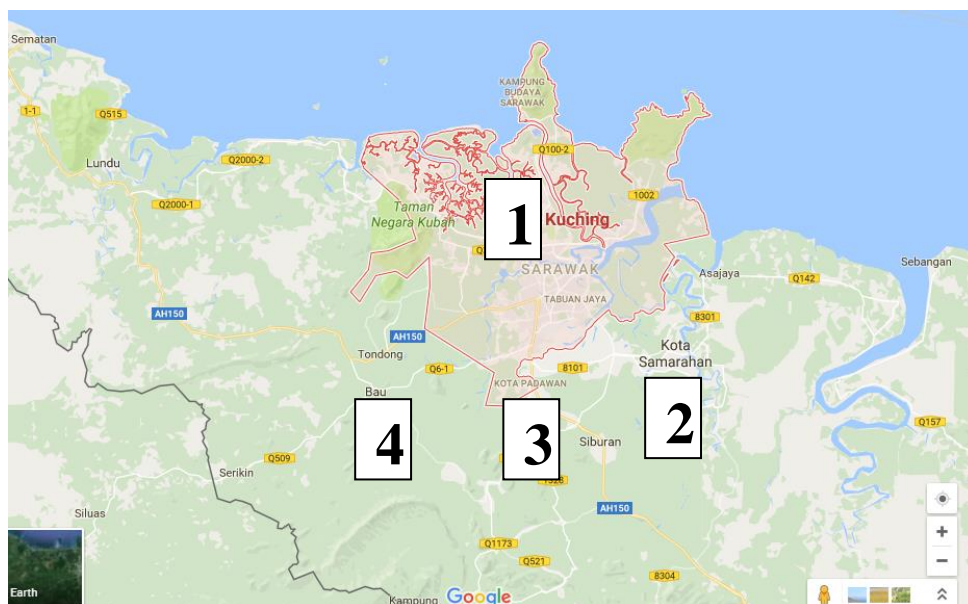 Sematan
1-1
Q515
KAMPUNG
BUDAYA
SARAWAK
Q100-2
Q2000-2
Lundu
1002
Q2000-1
Taman
Negara Kubah
1
Kuching
SARAWAK
Sebangan
Asajaya
Q142
TABUAN JAYA
AH150
8301
AH150
Kota
Samarahan
Tondong
8101
Q6-1
KOTA PADAWAN
Bau
4
3
2
Q157
Siburan
Q509
Serikin
AH150
Siluas
Q1173
Q521
8304
Earth
Kampung
Google